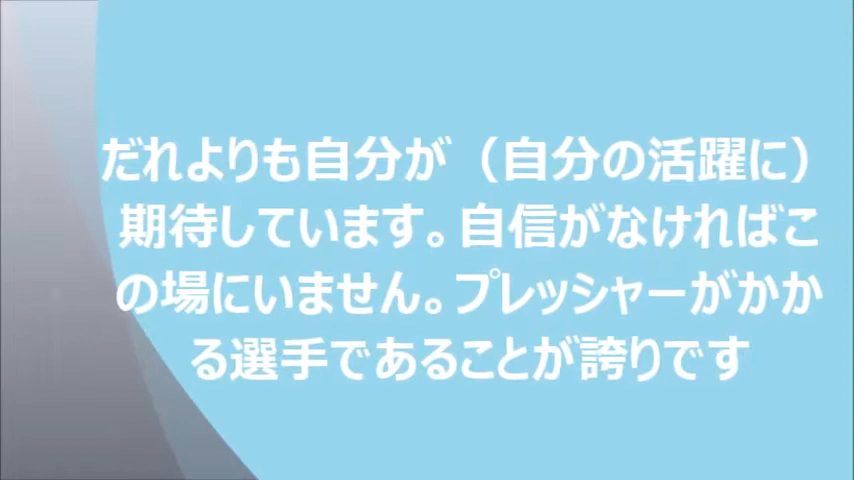 だれよりも自分が（自分の活躍に）
期待しています。自信がなければこ
の場にいません。プレッシャーがかか
る選手であることが誇りです